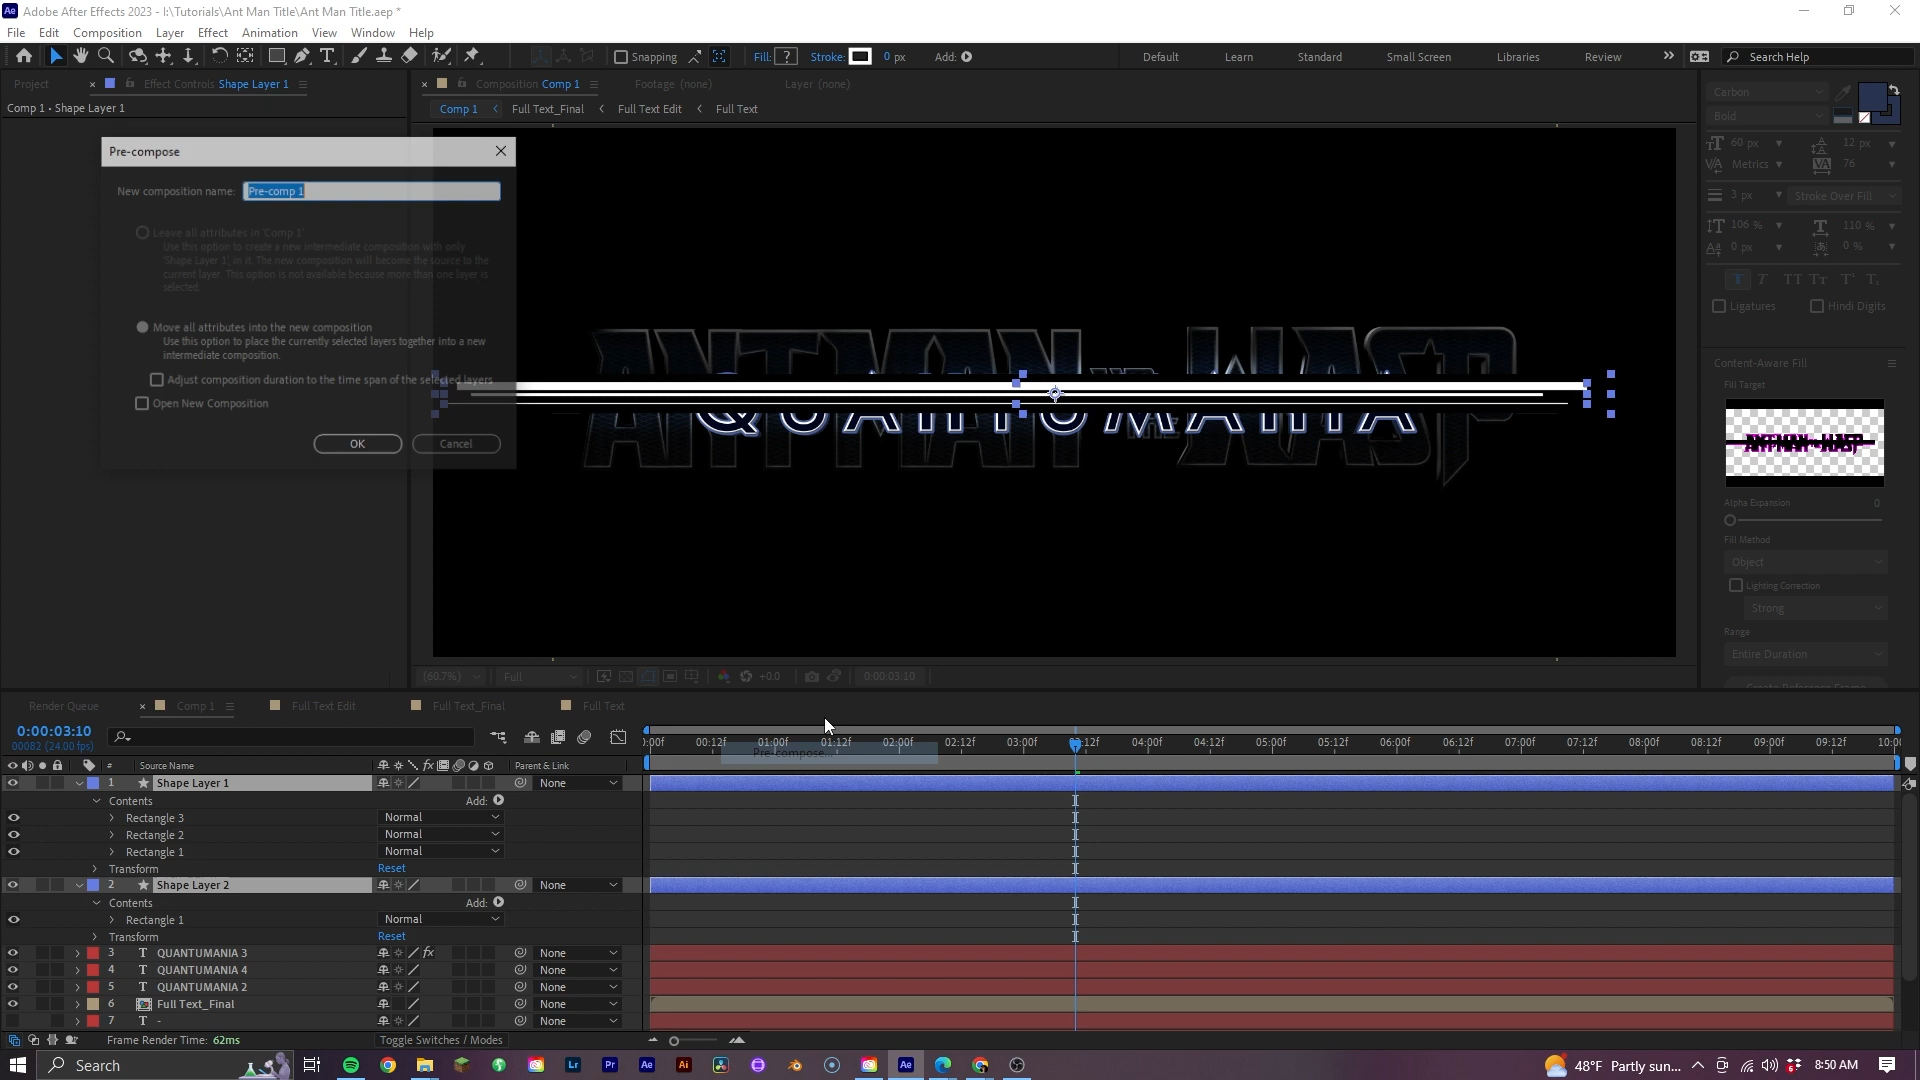 Adobe After Effects 2023 - I:\Tutorials\Ant Man Title\Ant Man Title.aep *
File Edit Composition Layer Effect Animation View Window Help
Snapping Fill: ? Stroke: 0 px Add: Default Learn Standard Small Screen Libraries Review Search Help
Project Effect Controls Shape Layer 1 Composition Comp 1 Footage (none) Layer (none)
Comp 1 • Shape Layer 1
Comp 1 Full Text_Final Full Text Edit Full Text
Pre-compose
New composition name: Pre-comp 1
Leave all attributes in 'Comp 1'
Use this option to create a new intermediate composition with only
'Shape Layer 1' in it. The new composition will become the source to the
current layer. This option is not available because more than one layer is
selected.
Move all attributes into the new composition
Use this option to place the currently selected layers together into a new
intermediate composition.
Adjust composition duration to the time span of the selected layers
Open New Composition
OK Cancel
ANTMAN WASP
QUANTUMANIA
Carbon
Bold
60 px 12 px
Metrics 76
3 px Stroke Over Fill
106 % 110 %
0 px 0 %
Ligatures Hindi Digits
Content-Aware Fill
Fill Target
Alpha Expansion 0
Fill Method
Object
Lighting Correction
Strong
Range
Entire Duration
Create Reference Frame
(60.7%) Full +0.0 0:00:03:10
Render Queue Comp 1 Full Text Edit Full Text_Final Full Text
0:00:03:10
00082 (24.00 fps)
):00f 00:12f 01:00f 01:12f 02:00f 02:12f 03:00f 03:12f 04:00f 04:12f 05:00f 05:12f 06:00f 06:12f 07:00f 07:12f 08:00f 08:12f 09:00f 09:12f 10:00
Pre-compose...
# Source Name Parent & Link
1 Shape Layer 1 None
Contents Add:
Rectangle 3 Normal
Rectangle 2 Normal
Rectangle 1 Normal
Transform Reset
2 Shape Layer 2 None
Contents Add:
Rectangle 1 Normal
Transform Reset
3 T QUANTUMANIA 3 fx None
4 T QUANTUMANIA 4 None
5 T QUANTUMANIA 2 None
6 Full Text_Final None
7 T - None
Frame Render Time: 62ms Toggle Switches / Modes
Search 48°F Partly sun... 8:50 AM